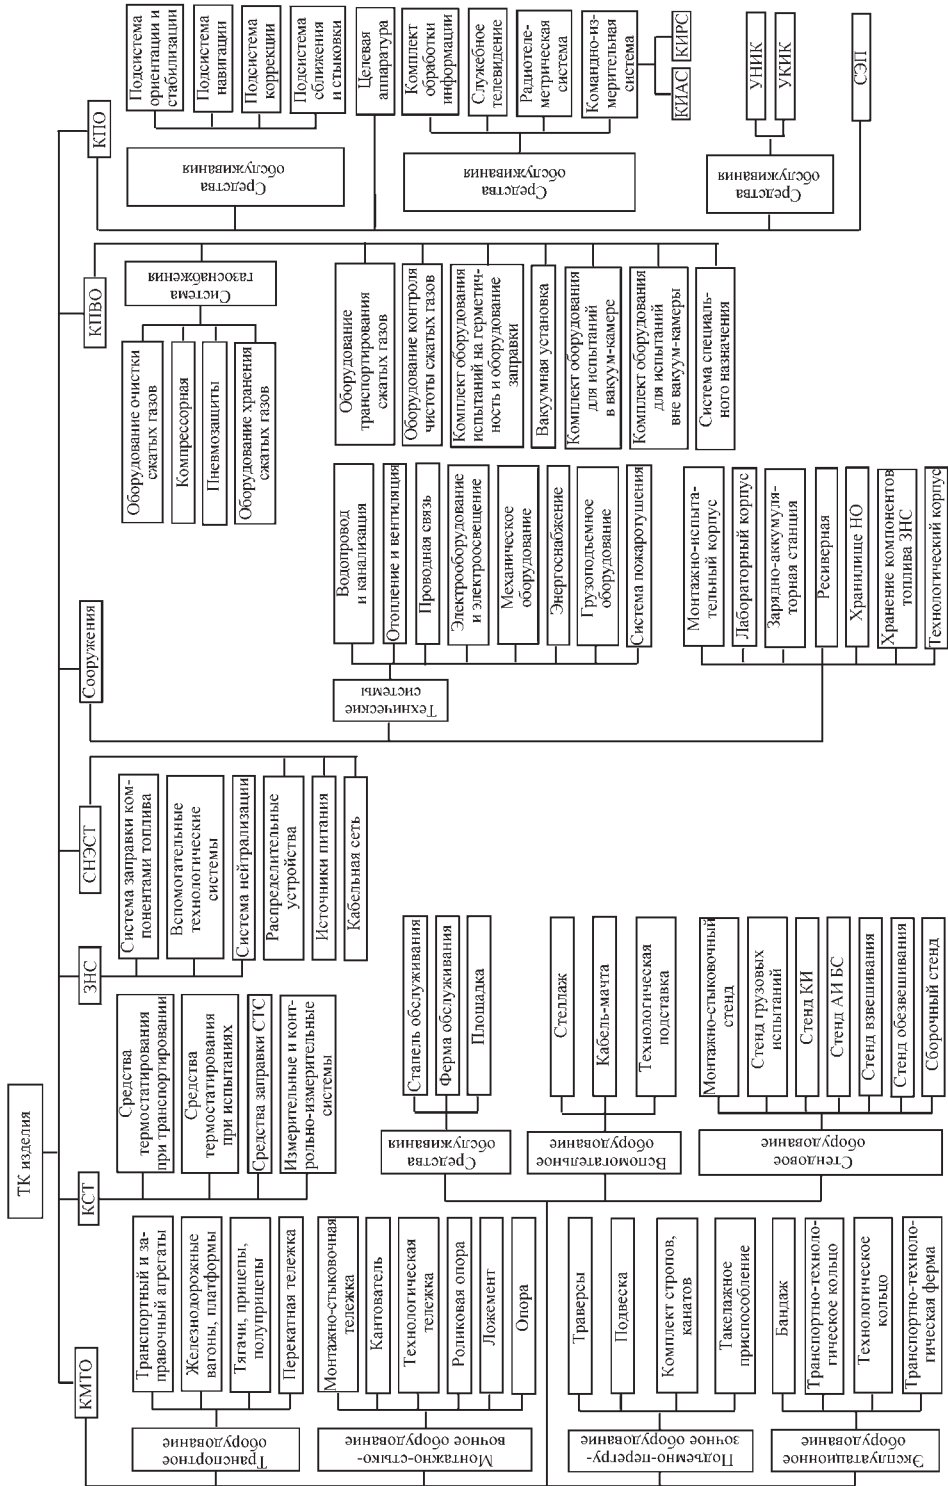 ТК изделия
КМТО
Транспортное
оборудование
Транспортный и за-
правочный агрегаты
Железнодорожные
вагоны, платформы
Тягачи, прицепы,
полуприцепы
Перекатная тележка
Монтажно-стыко-
вочное оборудование
Монтажно-стыковочная
тележка
Кантователь
Технологическая
тележка
Роликовая опора
Ложемент
Опора
Подъемно-перегру-
зочное оборудование
Траверсы
Подвеска
Комплект стропов,
канатов
Такелажное
приспособление
Эксплуатационное
оборудование
Бандаж
Транспортно-техноло-
гическое кольцо
Технологическое
кольцо
Транспортно-техноло-
гическая ферма
Средства
обслуживания
Стапель обслуживания
Ферма обслуживания
Площадка
Вспомогательное
оборудование
Стеллаж
Кабель-мачта
Технологическая
подставка
Стендовое
оборудование
Монтажно-стыковочный
стенд
Стенд грузовых
испытаний
Стенд КИ
Стенд АИ БС
Стенд взвешивания
Стенд обезвешивания
Сборочный стенд
КСТ
Средства
термостатирования
при транспортировании
Средства
термостатирования
при испытаниях
Средства заправки СТС
Измерительные и конт-
рольно-измерительные
системы
ЗНС
Система заправки ком-
понентами топлива
Вспомогательные
технологические
системы
Система нейтрализации
СНЭСТ
Распределительные
устройства
Источники питания
Кабельная сеть
Сооружения
Технические
системы
Водопровод
и канализация
Отопление и вентиляция
Проводная связь
Электрооборудование
и электроосвещение
Механическое
оборудование
Энергоснабжение
Грузоподъемное
оборудование
Система пожаротушения
Монтажно-испыта-
тельный корпус
Лабораторный корпус
Зарядно-аккумуля-
торная станция
Ресиверная
Хранилище НО
Хранение компонентов
топлива ЗНС
Технологический корпус
КПВО
Система
газоснабжения
Оборудование очистки
сжатых газов
Компрессорная
Пневмозащиты
Оборудование хранения
сжатых газов
Оборудование
транспортирования
сжатых газов
Оборудование контроля
чистоты сжатых газов
Комплект оборудования
испытаний на герметич-
ность и оборудование
заправки
Вакуумная установка
Комплект оборудования
для испытаний
в вакуум-камере
Комплект оборудования
для испытаний
вне вакуум-камеры
Система специаль-
ного назначения
КПО
Средства
обслуживания
Подсистема
ориентации и
стабилизации
Подсистема
навигации
Подсистема
коррекции
Подсистема
сближения
и стыковки
Целевая
аппаратура
Средства
обслуживания
Комплект
обработки
информации
Служебное
телевидение
Радиотеле-
метрическая
система
Командно-из-
мерительная
система
КИАС
КИРС
Средства
обслуживания
УНИК
УКИК
СЭП